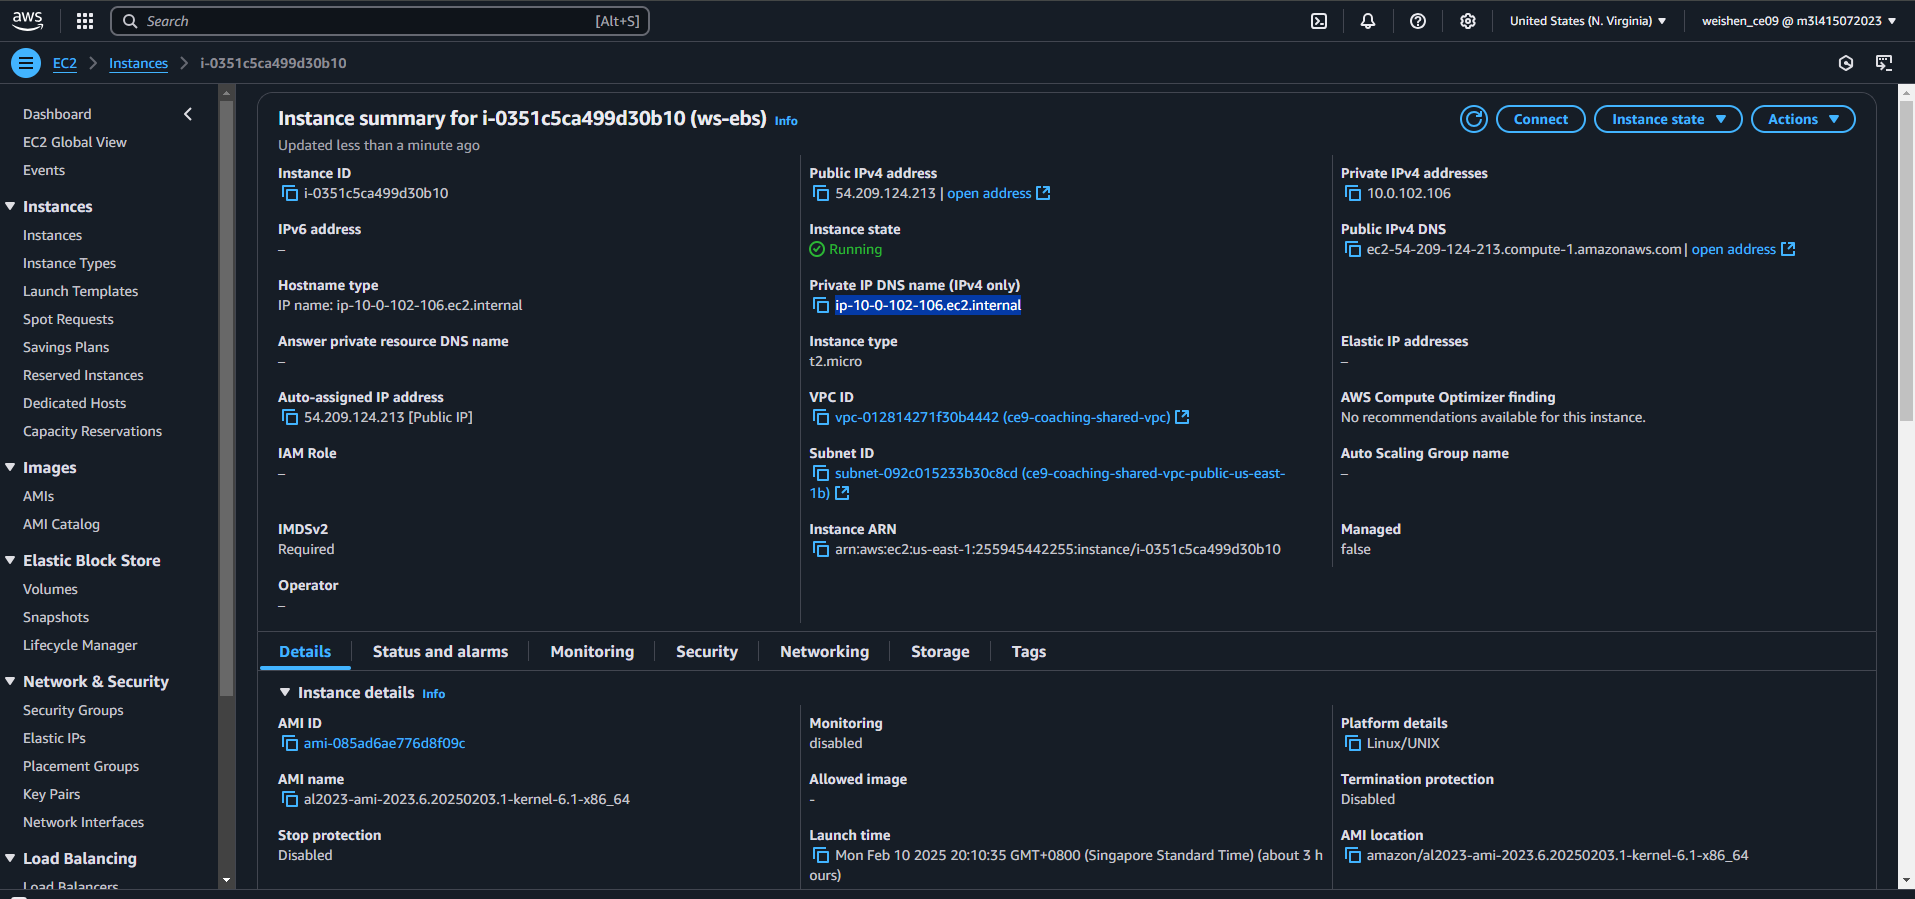 aws
Search
[Alt+S]
United States (N. Virginia)
weishen_ce09 @ m3l415072023
EC2
Instances
i-0351c5ca499d30b10
Dashboard
EC2 Global View
Events
Instances
Instances
Instance Types
Launch Templates
Spot Requests
Savings Plans
Reserved Instances
Dedicated Hosts
Capacity Reservations
Images
AMIs
AMI Catalog
Elastic Block Store
Volumes
Snapshots
Lifecycle Manager
Network & Security
Security Groups
Elastic IPs
Placement Groups
Key Pairs
Network Interfaces
Load Balancing
Load Balancers
Instance summary for i-0351c5ca499d30b10 (ws-ebs) Info
Updated less than a minute ago
Connect
Instance state
Actions
Instance ID
i-0351c5ca499d30b10
Public IPv4 address
54.209.124.213 | open address
Private IPv4 addresses
10.0.102.106
IPv6 address
–
Instance state
Running
Public IPv4 DNS
ec2-54-209-124-213.compute-1.amazonaws.com | open address
Hostname type
IP name: ip-10-0-102-106.ec2.internal
Private IP DNS name (IPv4 only)
ip-10-0-102-106.ec2.internal
Answer private resource DNS name
–
Instance type
t2.micro
Elastic IP addresses
–
Auto-assigned IP address
54.209.124.213 [Public IP]
VPC ID
vpc-012814271f30b4442 (ce9-coaching-shared-vpc)
AWS Compute Optimizer finding
No recommendations available for this instance.
IAM Role
–
Subnet ID
subnet-092c015233b30c8cd (ce9-coaching-shared-vpc-public-us-east-
1b)
Auto Scaling Group name
–
IMDSv2
Required
Instance ARN
arn:aws:ec2:us-east-1:255945442255:instance/i-0351c5ca499d30b10
Managed
false
Operator
–
Details
Status and alarms
Monitoring
Security
Networking
Storage
Tags
Instance details Info
AMI ID
ami-085ad6ae776d8f09c
Monitoring
disabled
Platform details
Linux/UNIX
AMI name
al2023-ami-2023.6.20250203.1-kernel-6.1-x86_64
Allowed image
-
Termination protection
Disabled
Stop protection
Disabled
Launch time
Mon Feb 10 2025 20:10:35 GMT+0800 (Singapore Standard Time) (about 3 h
ours)
AMI location
amazon/al2023-ami-2023.6.20250203.1-kernel-6.1-x86_64